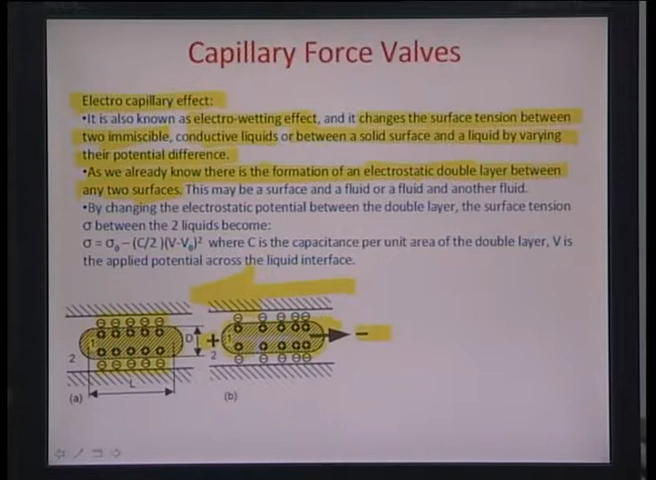 Capillary Force Valves
Electro capillary effect:
•It is also known as electro-wetting effect, and it changes the surface tension between
two immiscible, conductive liquids or between a solid surface and a liquid by varying
their potential difference.
•As we already know there is the formation of an electrostatic double layer between
any two surfaces. This may be a surface and a fluid or a fluid and another fluid.
•By changing the electrostatic potential between the double layer, the surface tension
σ between the 2 liquids become:
σ = σ₀ – (C/2 )(V-V₀)² where C is the capacitance per unit area of the double layer, V is
the applied potential across the liquid interface.
1 D + 1 –
2 2
L
(a) (b)